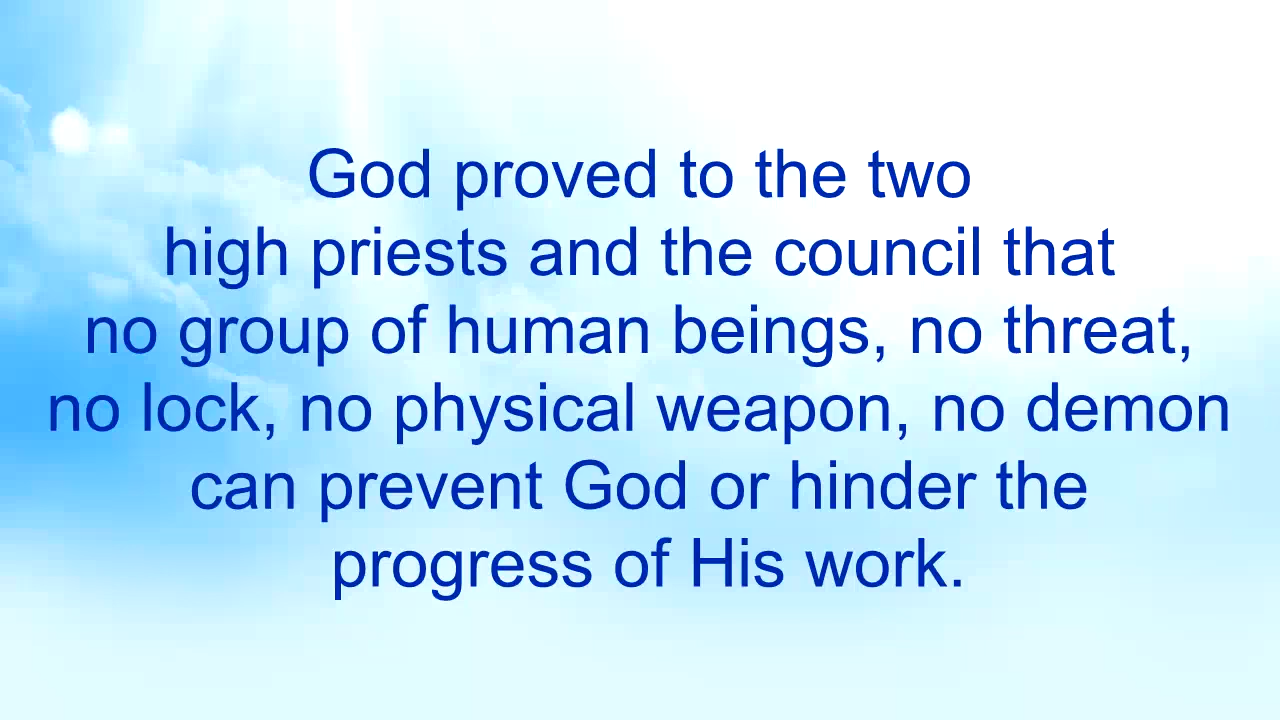 God proved to the two
high priests and the council that
no group of human beings, no threat,
no lock, no physical weapon, no demon
can prevent God or hinder the
progress of His work.